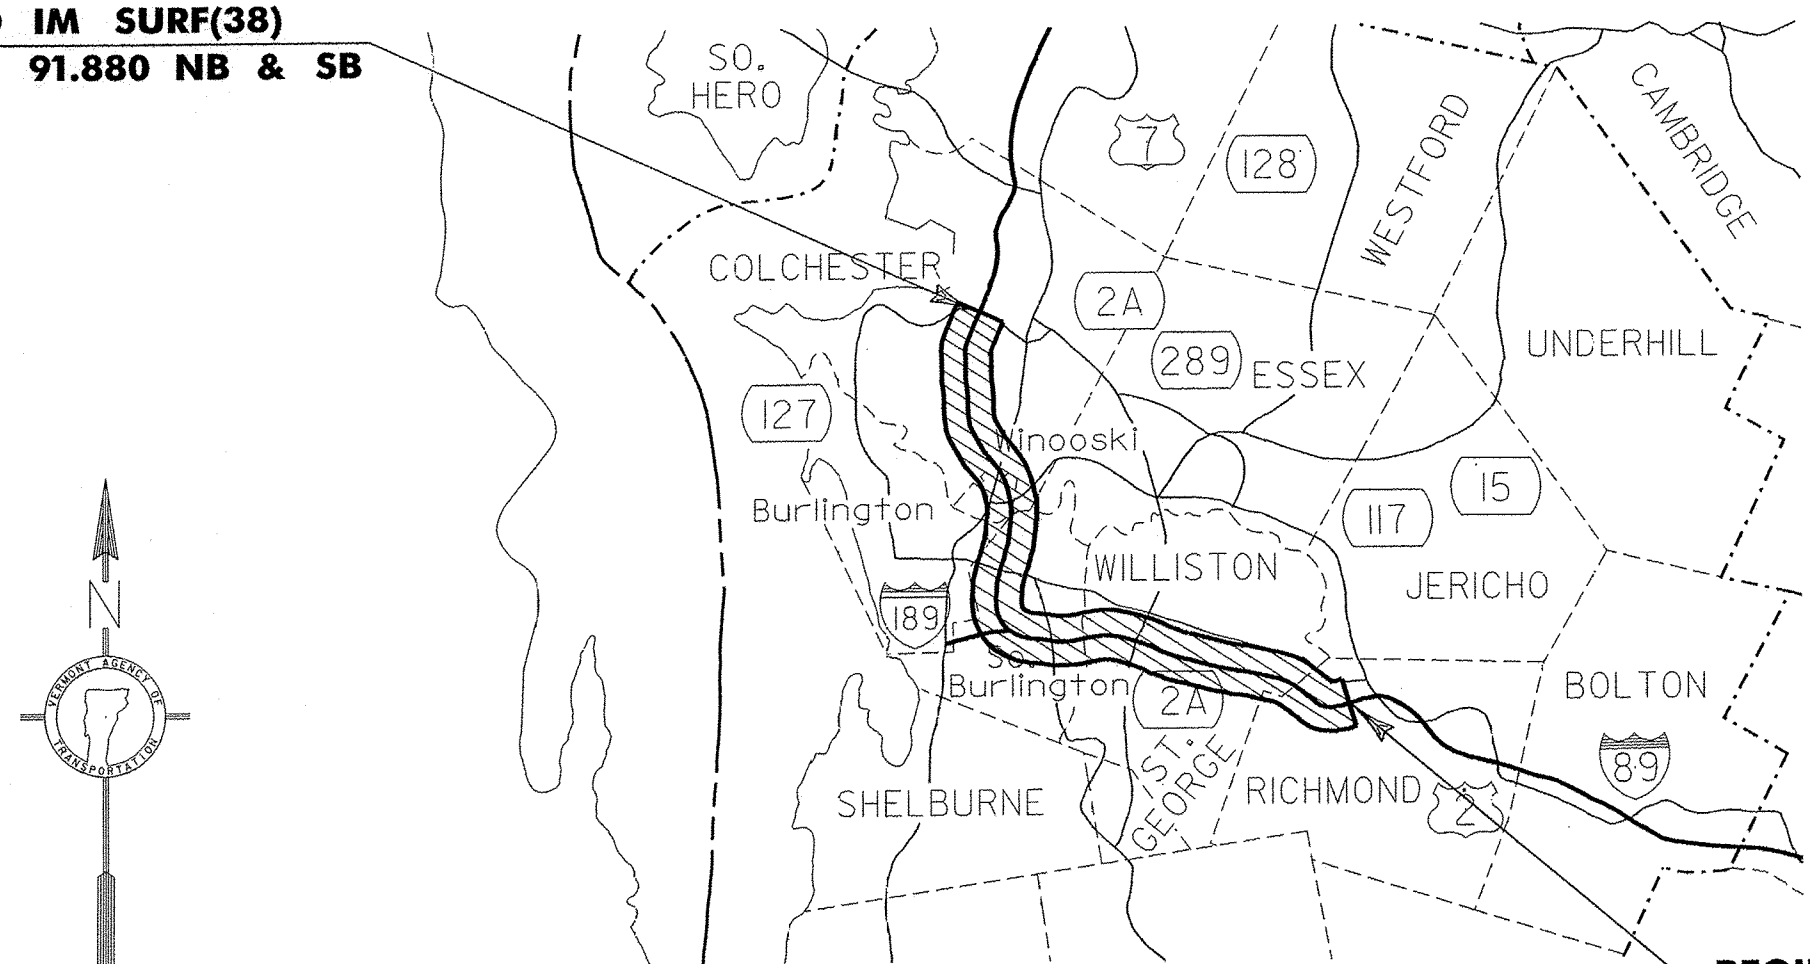 IM SURF(38)
91.880 NB & SB
SO.
HERO
7
128
WESTFORD
CAMBRIDGE
COLCHESTER
2A
289
ESSEX
UNDERHILL
127
Winooski
15
117
Burlington
WILLISTON
JERICHO
189
SO.
Burlington
2A
BOLTON
ST.
GEORGE
89
SHELBURNE
RICHMOND
2
N
VERMONT AGENCY OF
TRANSPORTATION